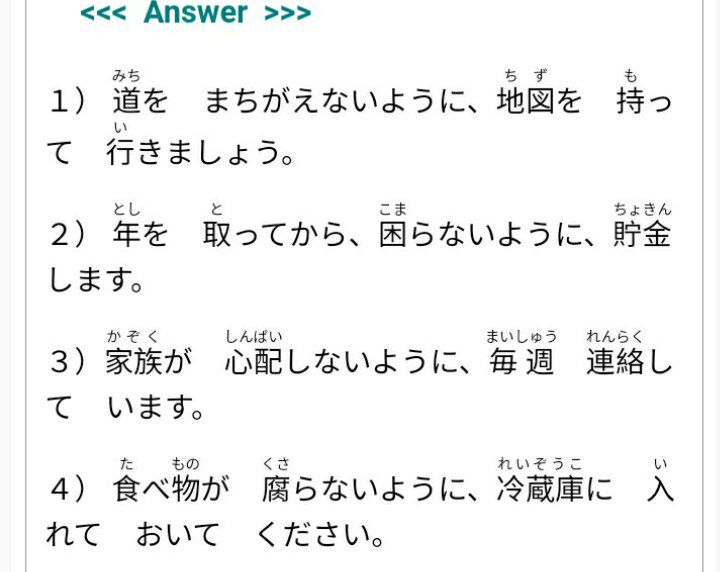 <<< Answer >>>
みち ち ず も
1) 道を まちがえないように、地図を 持っ
い
て 行きましょう。
とし と こま ちょきん
2) 年を 取ってから、困らないように、貯金
します。
かぞく しんぱい まいしゅう れんらく
3) 家族が 心配しないように、毎週 連絡し
て います。
た もの くさ れいぞうこ い
4) 食べ物が 腐らないように、冷蔵庫に 入
れて おいて ください。